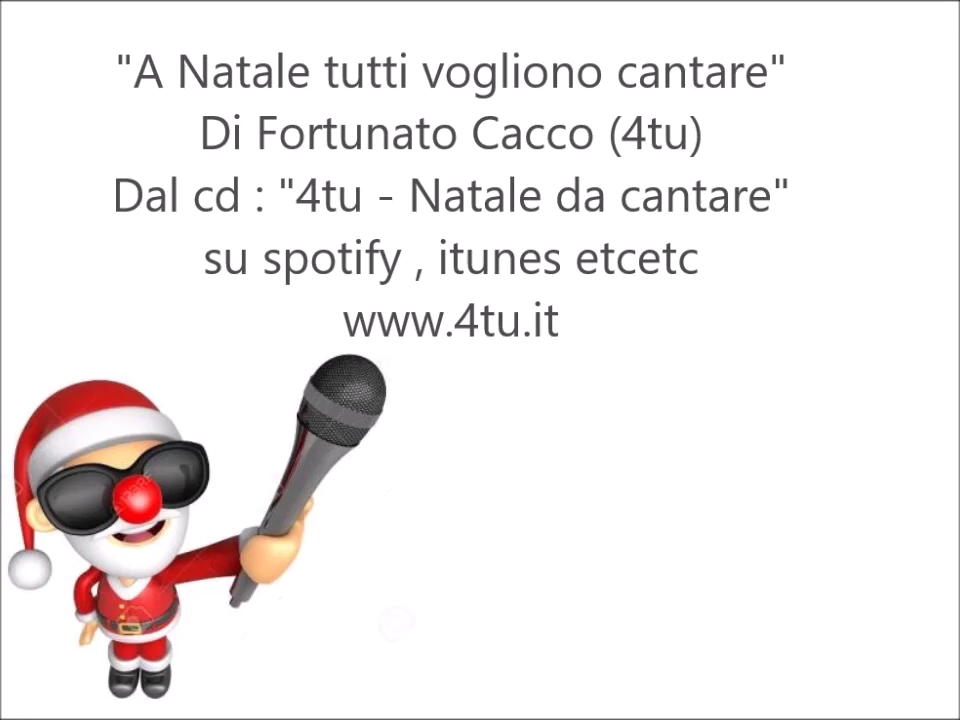 "A Natale tutti vogliono cantare"
Di Fortunato Cacco (4tu)
Dal cd : "4tu - Natale da cantare"
su spotify , itunes etcetc
www.4tu.it